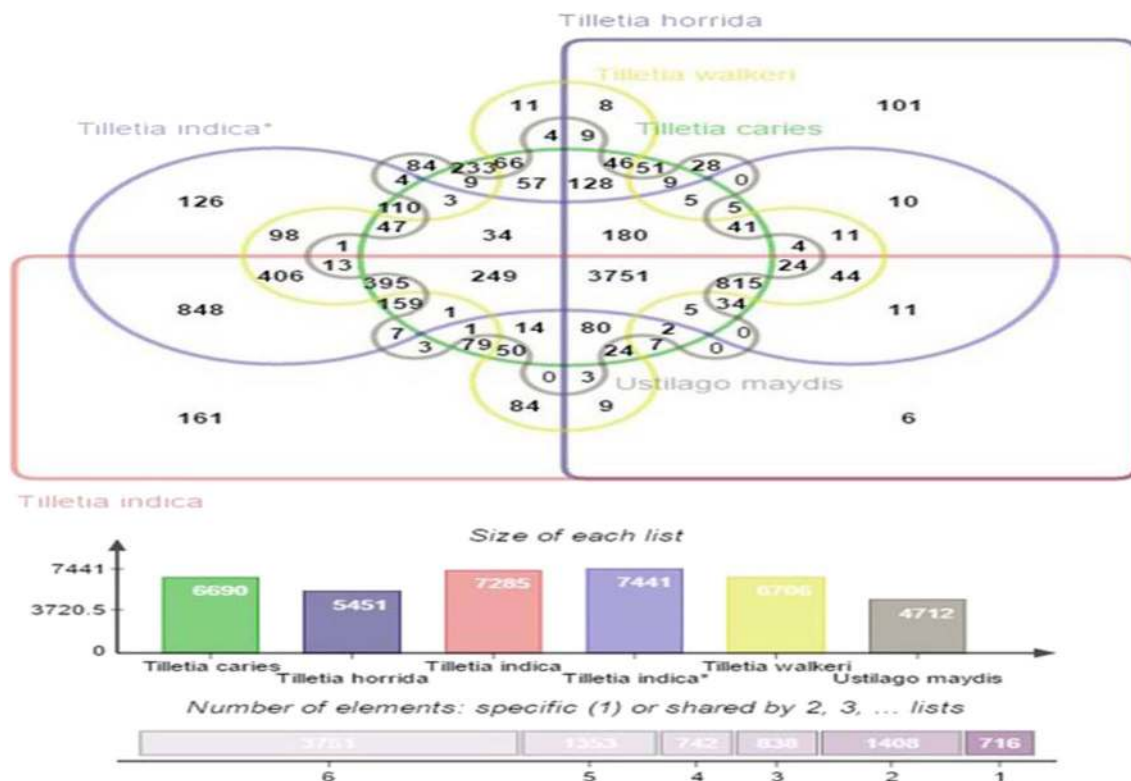 Tilletia horrida
Tilletia walkeri
11 8 101
Tilletia indica* 4 9 Tilletia caries
84 233 66 46 51 28
4 9 57 128 9 0
126 110 3 5 5 10
98 47 34 180 41 11
1 4
13 24
406 395 249 3751 815 44
848 159 1 5 34 11
7 1 14 80 2 0
3 79 50 24 7 0
0 3 Ustilago maydis
161 84 9 6
Tilletia indica
Size of each list
7441
3720.5
0
6690 5451 7285 7441 6706 4712
Tilletia caries Tilletia horrida Tilletia indica Tilletia indica* Tilletia walkeri Ustilago maydis
Number of elements: specific (1) or shared by 2, 3, ... lists
3751 1353 742 838 1408 716
6 5 4 3 2 1